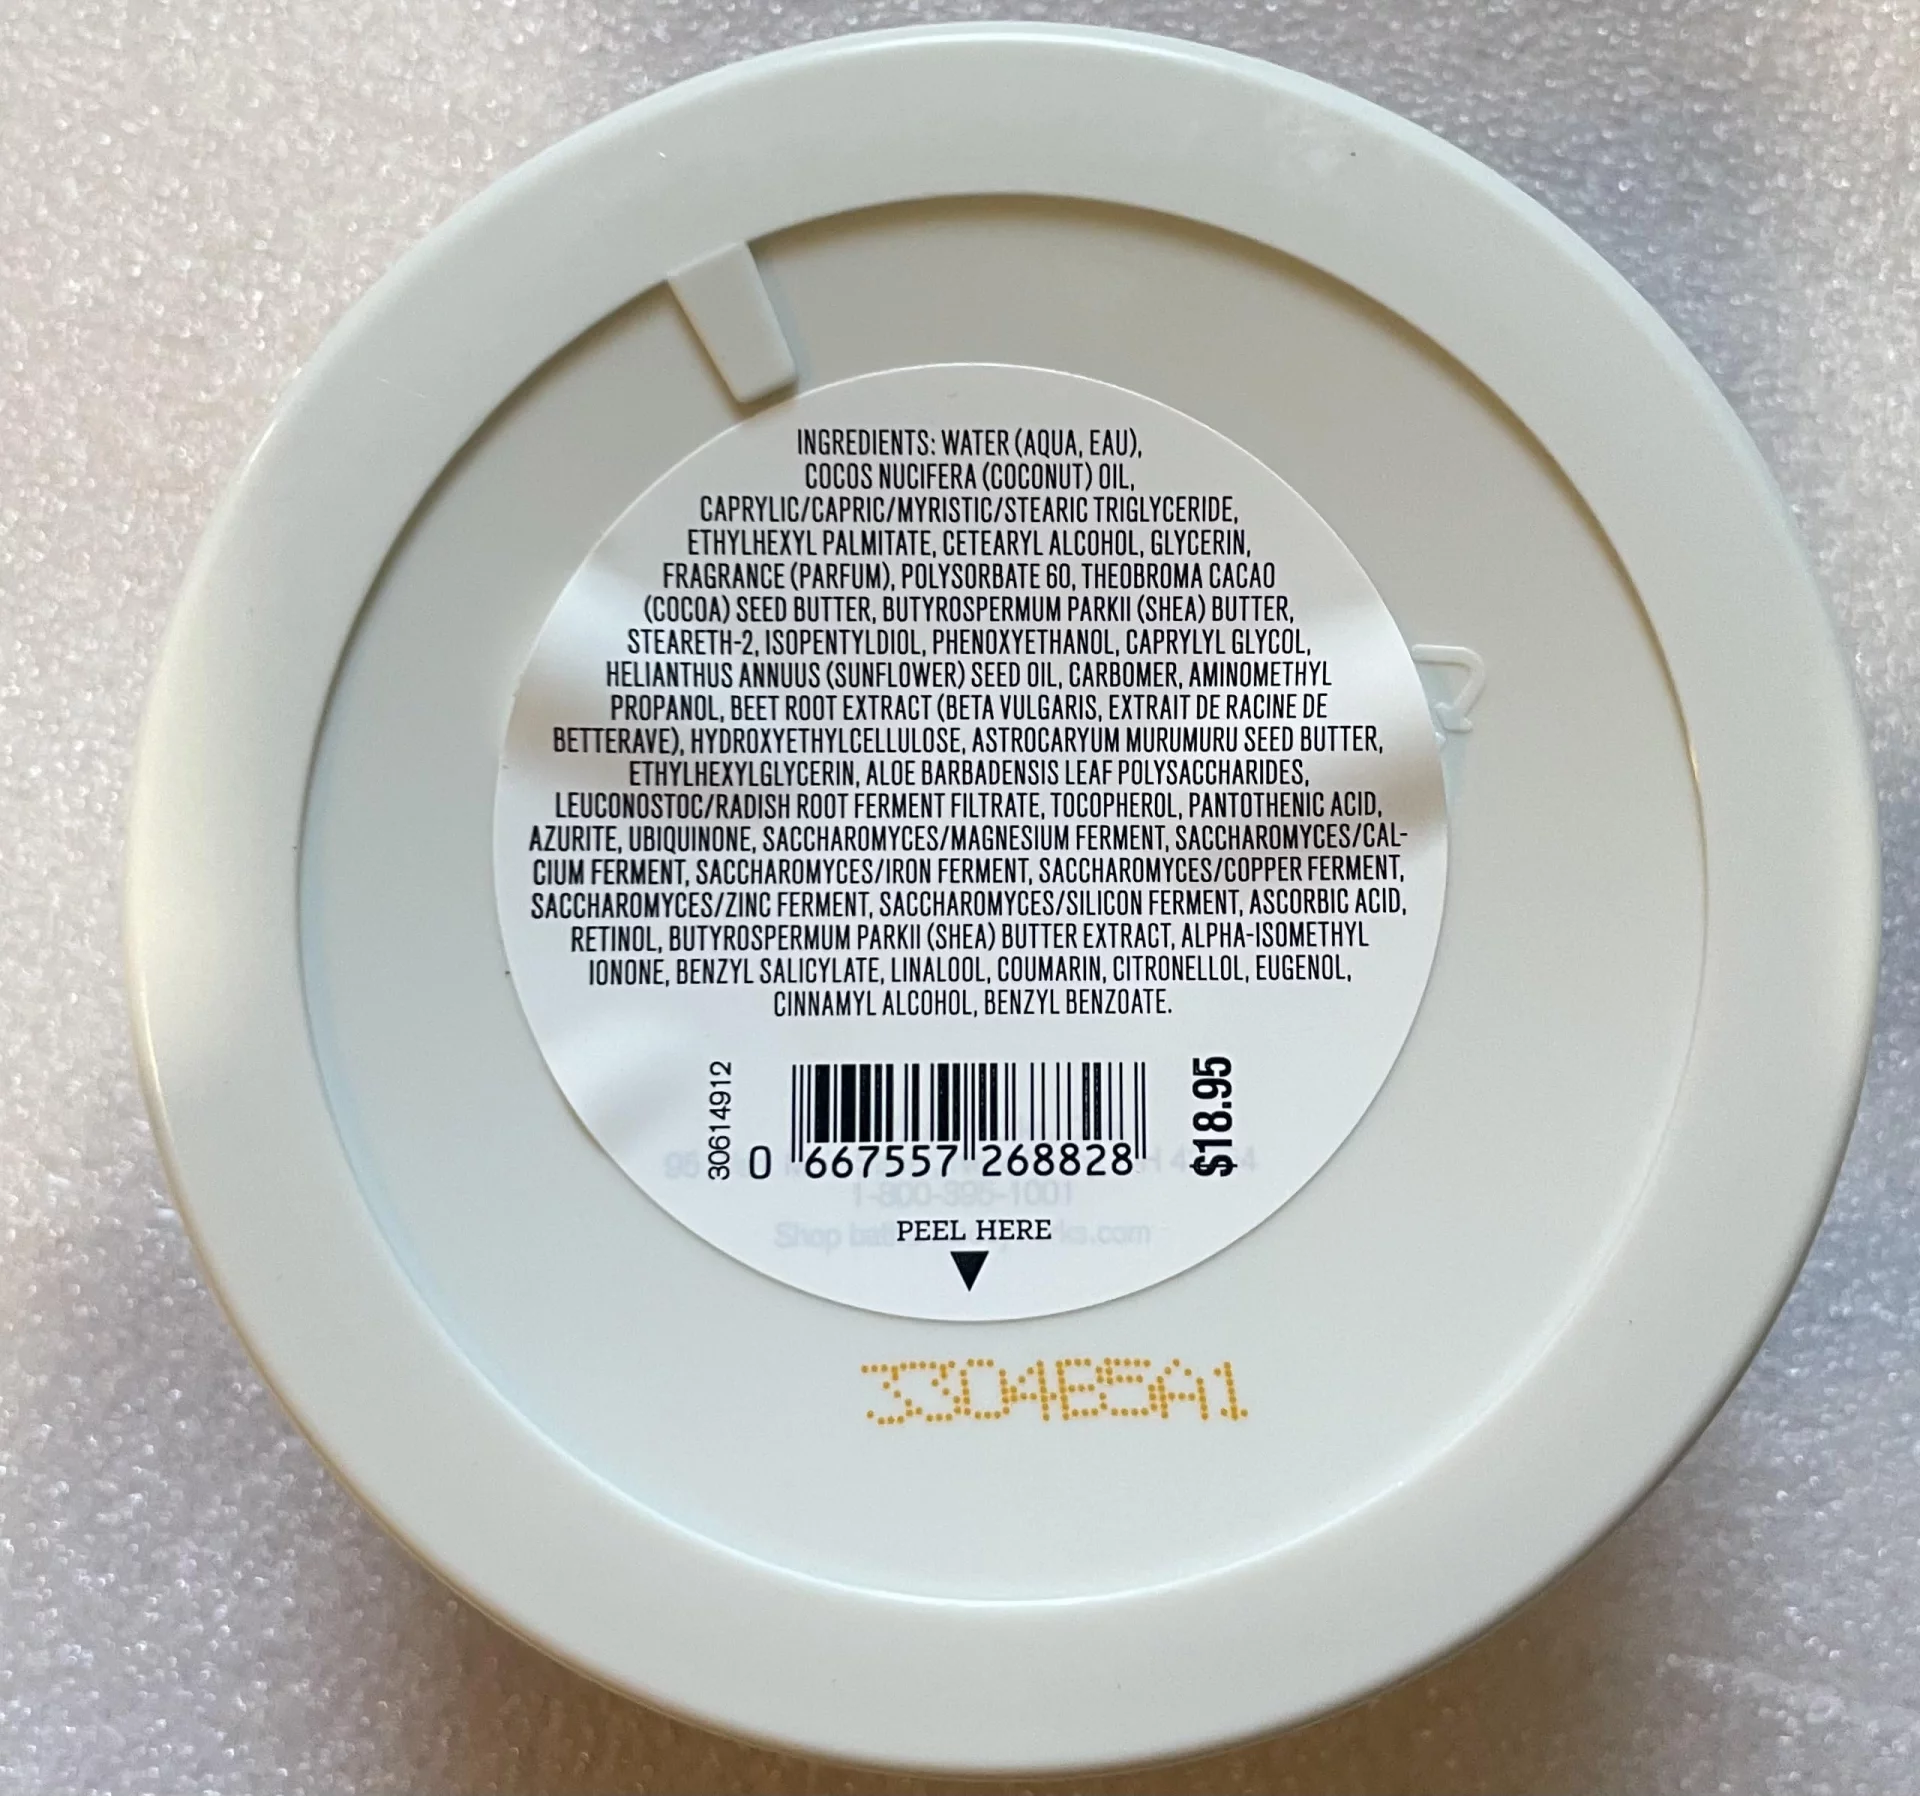 INGREDIENTS: WATER (AQUA, EAU),
COCOS NUCIFERA (COCONUT) OIL,
CAPRYLIC/CAPRIC/MYRISTIC/STEARIC TRIGLYCERIDE,
ETHYLHEXYL PALMITATE, CETEARYL ALCOHOL, GLYCERIN,
FRAGRANCE (PARFUM), POLYSORBATE 60, THEOBROMA CACAO
(COCOA) SEED BUTTER, BUTYROSPERMUM PARKII (SHEA) BUTTER,
STEARETH-2, ISOPENTYLDIOL, PHENOXYETHANOL, CAPRYLYL GLYCOL,
HELIANTHUS ANNUUS (SUNFLOWER) SEED OIL, CARBOMER, AMINOMETHYL
PROPANOL, BEET ROOT EXTRACT (BETA VULGARIS, EXTRAIT DE RACINE DE
BETTERAVE), HYDROXYETHYLCELLULOSE, ASTROCARYUM MURUMURU SEED BUTTER,
ETHYLHEXYLGLYCERIN, ALOE BARBADENSIS LEAF POLYSACCHARIDES,
LEUCONOSTOC/RADISH ROOT FERMENT FILTRATE, TOCOPHEROL, PANTOTHENIC ACID,
AZURITE, UBIQUINONE, SACCHAROMYCES/MAGNESIUM FERMENT, SACCHAROMYCES/CAL-
CIUM FERMENT, SACCHAROMYCES/IRON FERMENT, SACCHAROMYCES/COPPER FERMENT,
SACCHAROMYCES/ZINC FERMENT, SACCHAROMYCES/SILICON FERMENT, ASCORBIC ACID,
RETINOL, BUTYROSPERMUM PARKII (SHEA) BUTTER EXTRACT, ALPHA-ISOMETHYL
IONONE, BENZYL SALICYLATE, LINALOOL, COUMARIN, CITRONELLOL, EUGENOL,
CINNAMYL ALCOHOL, BENZYL BENZOATE.
30614912
0 667557 268828
$18.95
1-800-395-1001
Shop
PEEL HERE
3304B5A1